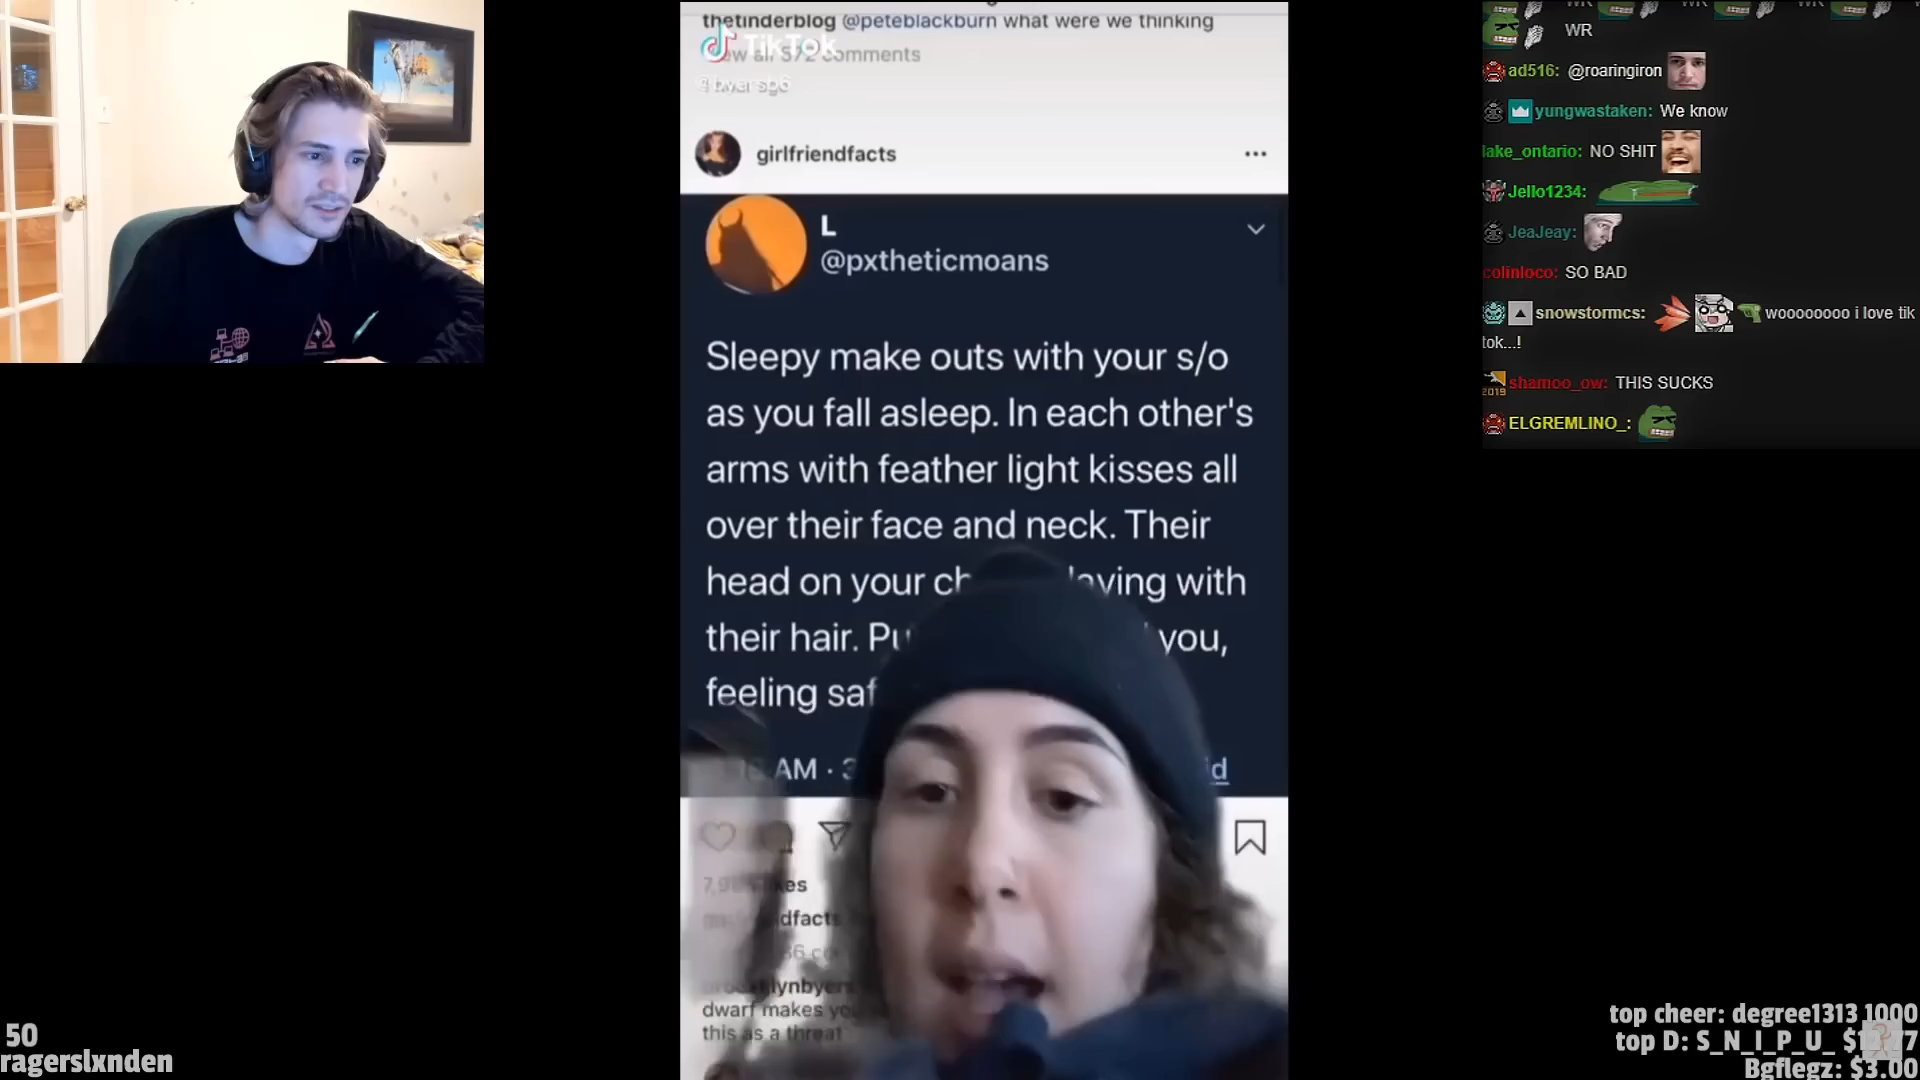 thetinderblog @peteblackburn what were we thinking
TikTok
all 572 comments
girlfriendfacts
L
@pxtheticmoans
Sleepy make outs with your s/o
as you fall asleep. In each other's
arms with feather light kisses all
over their face and neck. Their
head on your with
their hair. you,
feeling
AM
dwarf makes
this as a threat
WR
ad516: @roaringiron
yungwastaken: We know
lake_ontario: NO SHIT
Jello1234:
JeaJeay:
colinloco: SO BAD
snowstormcs: woooooooo i love tik
tok...!
2019 shamoo_ow: THIS SUCKS
ELGREMLINO_:
50
ragerslxnden
top cheer: degree1313 1000
top D: S_N_I_P_U_
Bgflegz: $3.00